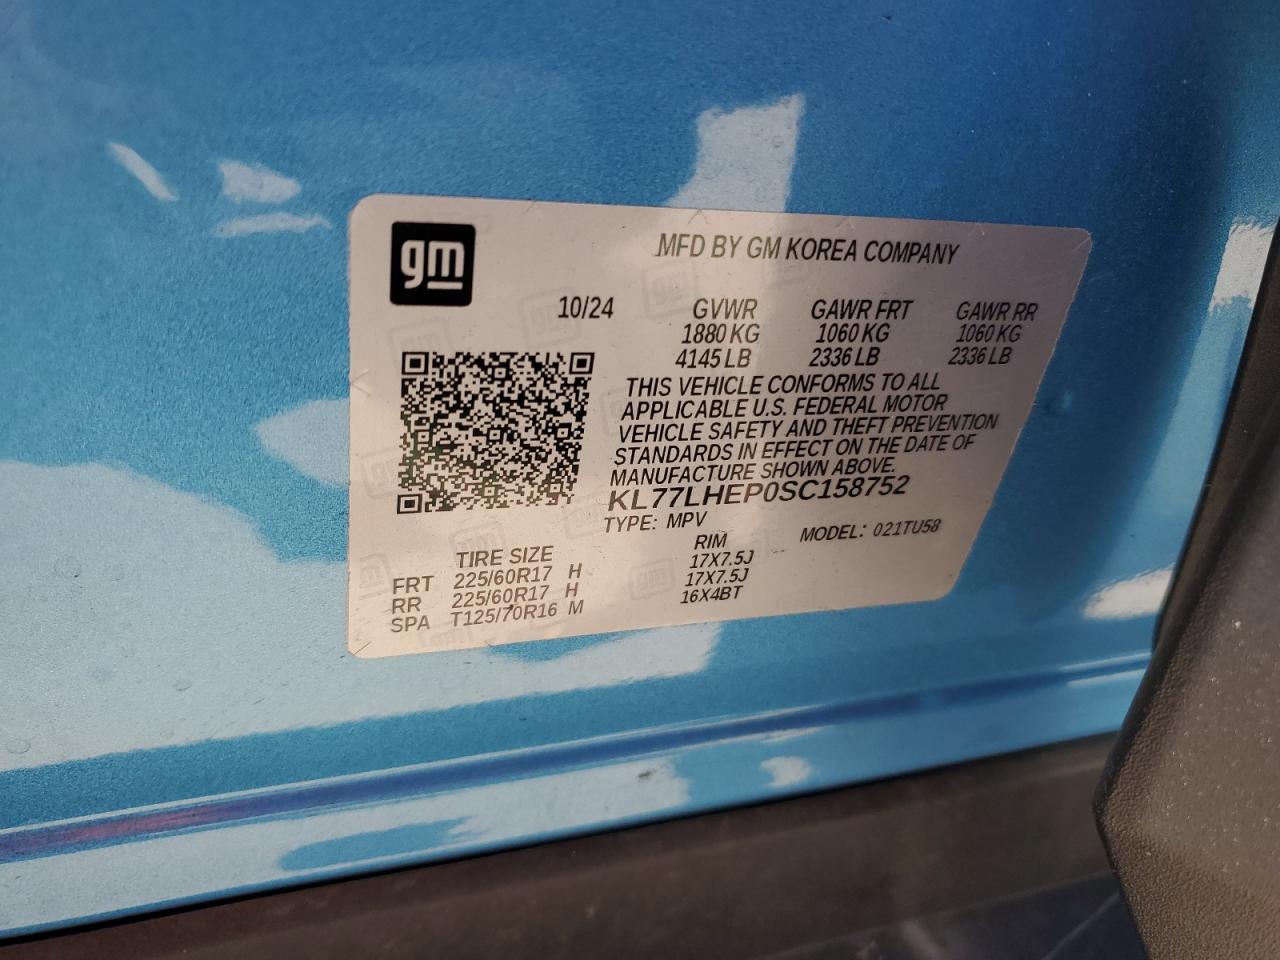 gm
MFD BY GM KOREA COMPANY
10/24 GVWR GAWR FRT GAWR RR
1880 KG 1060 KG 1060 KG
4145 LB 2336 LB 2336 LB
THIS VEHICLE CONFORMS TO ALL
APPLICABLE U.S. FEDERAL MOTOR
VEHICLE SAFETY AND THEFT PREVENTION
STANDARDS IN EFFECT ON THE DATE OF
MANUFACTURE SHOWN ABOVE.
KL77LHEP0SC158752
TYPE: MPV MODEL: 021TU58
TIRE SIZE RIM
FRT 225/60R17 H 17X7.5J
RR 225/60R17 H 17X7.5J
SPA T125/70R16 M 16X4BT